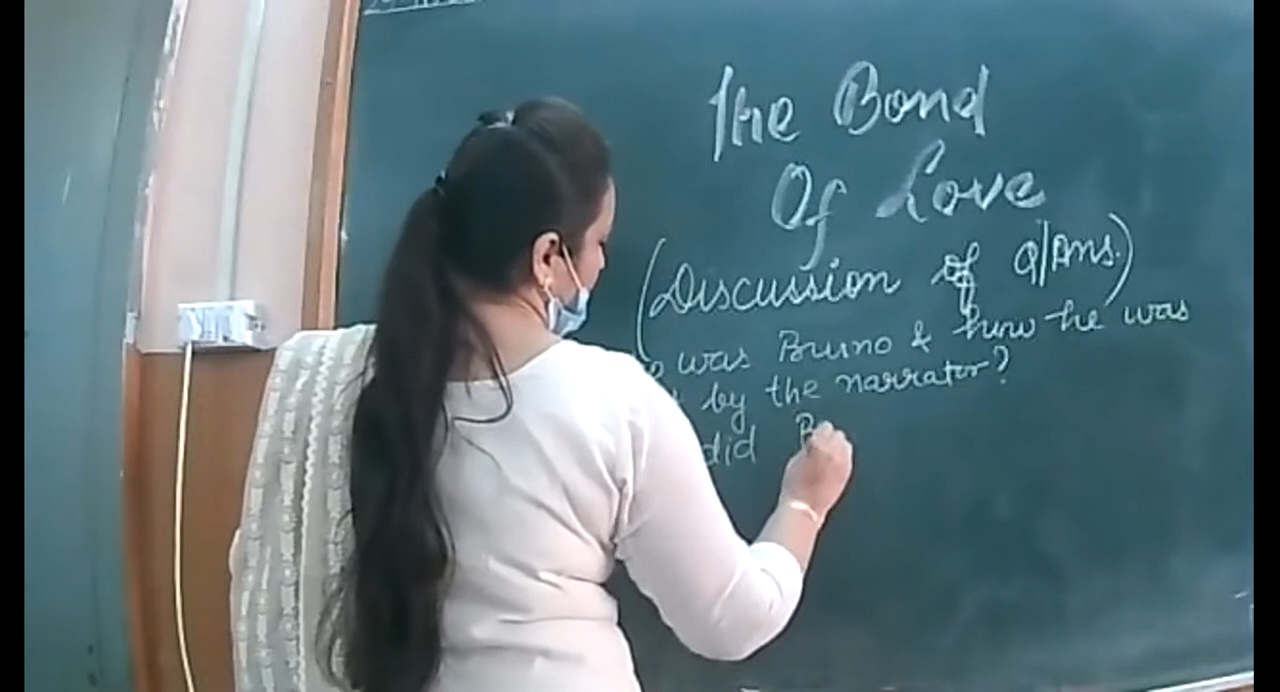 The Bond
Of Love
(Discussion of Q/Ans.)
was Bruno & how he was
by the narrator?
did B